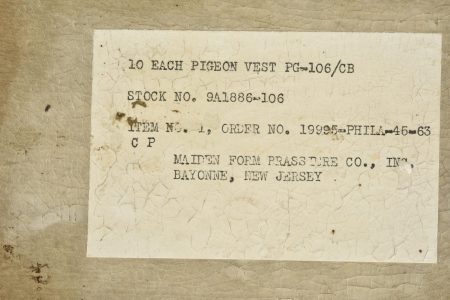 10 EACH PIGEON VEST PG-106/CB
STOCK NO. 9A1886-106
ITEM NO. 1, ORDER NO. 19995-PHILA-45-63
C P
MAIDEN FORM BRASSIERE CO., INC.
BAYONNE, NEW JERSEY